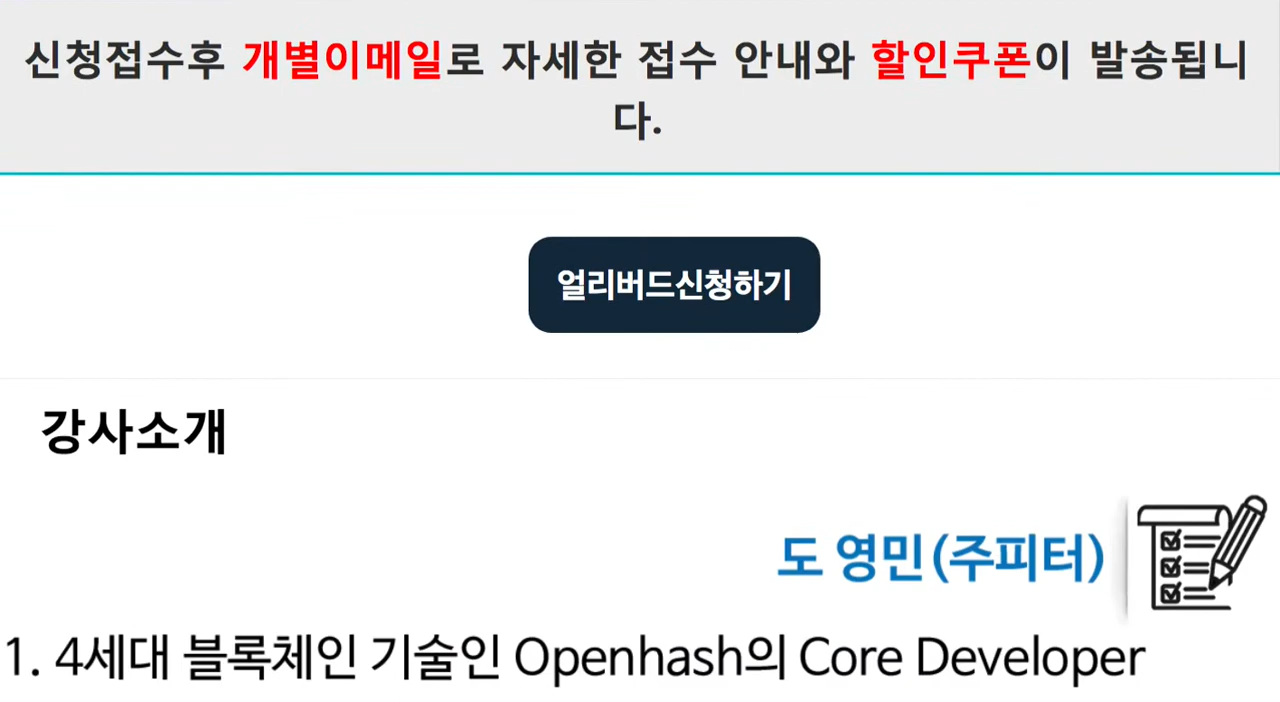 신청접수후 개별이메일로 자세한 접수 안내와 할인쿠폰이 발송됩니
다.
얼리버드신청하기
강사소개
도 영민(주피터)
1. 4세대 블록체인 기술인 Openhash의 Core Developer